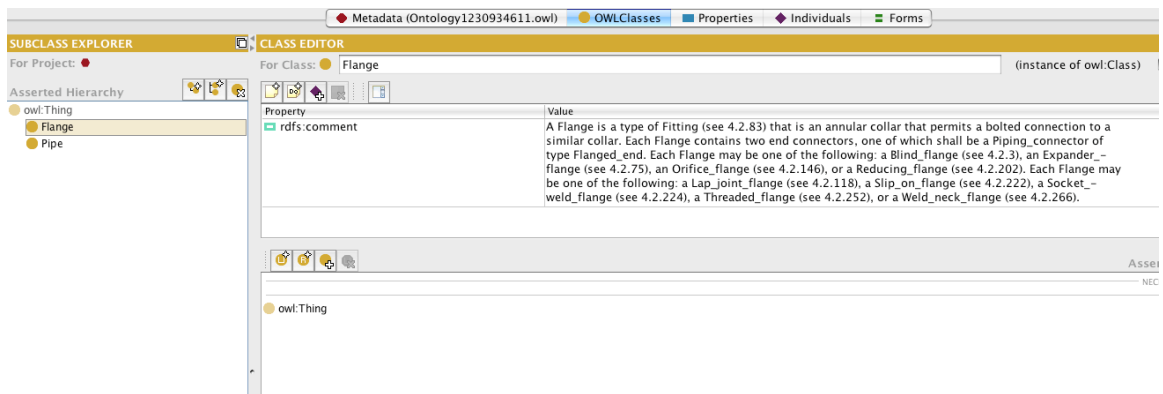 Metadata (Ontology1230934611.owl) OWLClasses Properties Individuals Forms
SUBCLASS EXPLORER
For Project:
Asserted Hierarchy
owl:Thing
Flange
Pipe
CLASS EDITOR
For Class: Flange (instance of owl:Class)
Property Value
rdfs:comment
A Flange is a type of Fitting (see 4.2.83) that is an annular collar that permits a bolted connection to a
similar collar. Each Flange contains two end connectors, one of which shall be a Piping_connector of
type Flanged_end. Each Flange may be one of the following: a Blind_flange (see 4.2.3), an Expander_-
flange (see 4.2.75), an Orifice_flange (see 4.2.146), or a Reducing_flange (see 4.2.202). Each Flange may
be one of the following: a Lap_joint_flange (see 4.2.118), a Slip_on_flange (see 4.2.222), a Socket_-
weld_flange (see 4.2.224), a Threaded_flange (see 4.2.252), or a Weld_neck_flange (see 4.2.266).
Asser
NEC
owl:Thing